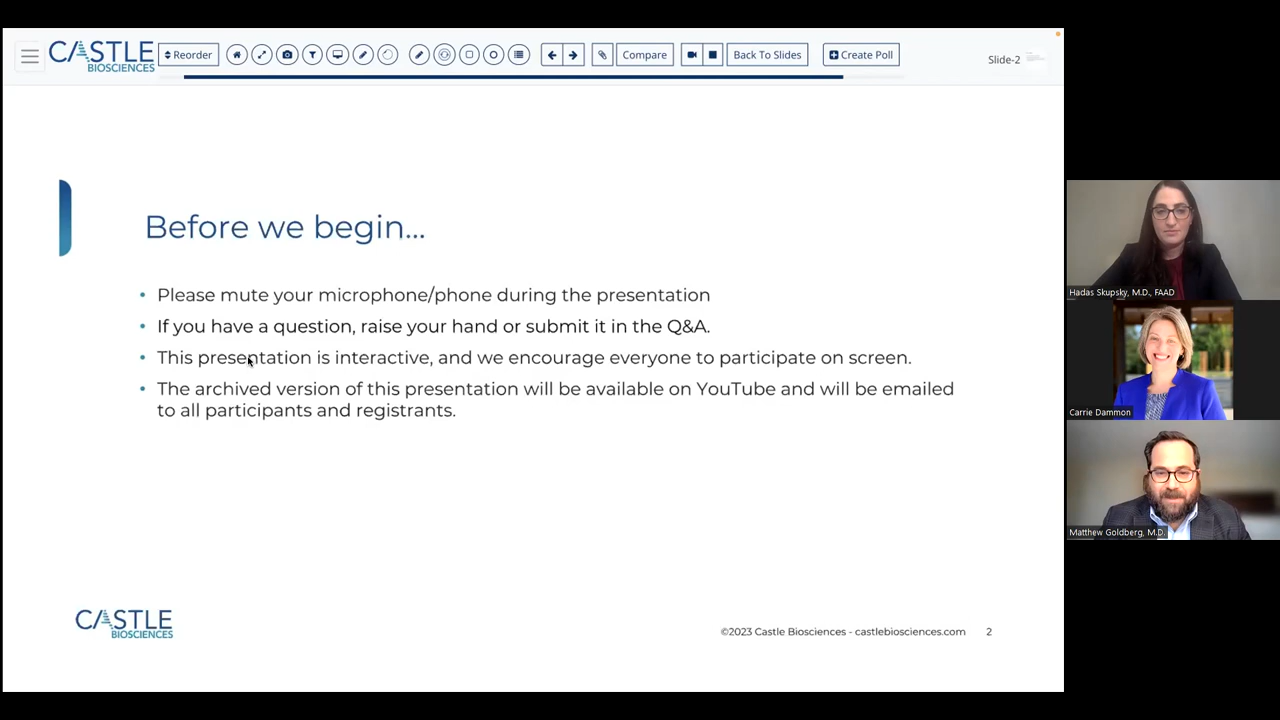 CASTLE
BIOSCIENCES
Reorder
Compare
Back To Slides
Create Poll
Slide-2
Before we begin...
• Please mute your microphone/phone during the presentation
• If you have a question, raise your hand or submit it in the Q&A.
• This presentation is interactive, and we encourage everyone to participate on screen.
• The archived version of this presentation will be available on YouTube and will be emailed
to all participants and registrants.
CASTLE
BIOSCIENCES
©2023 Castle Biosciences - castlebiosciences.com 2
Hadas Skupsky, M.D., FAAD
Carrie Dammon
Matthew Goldberg, M.D.